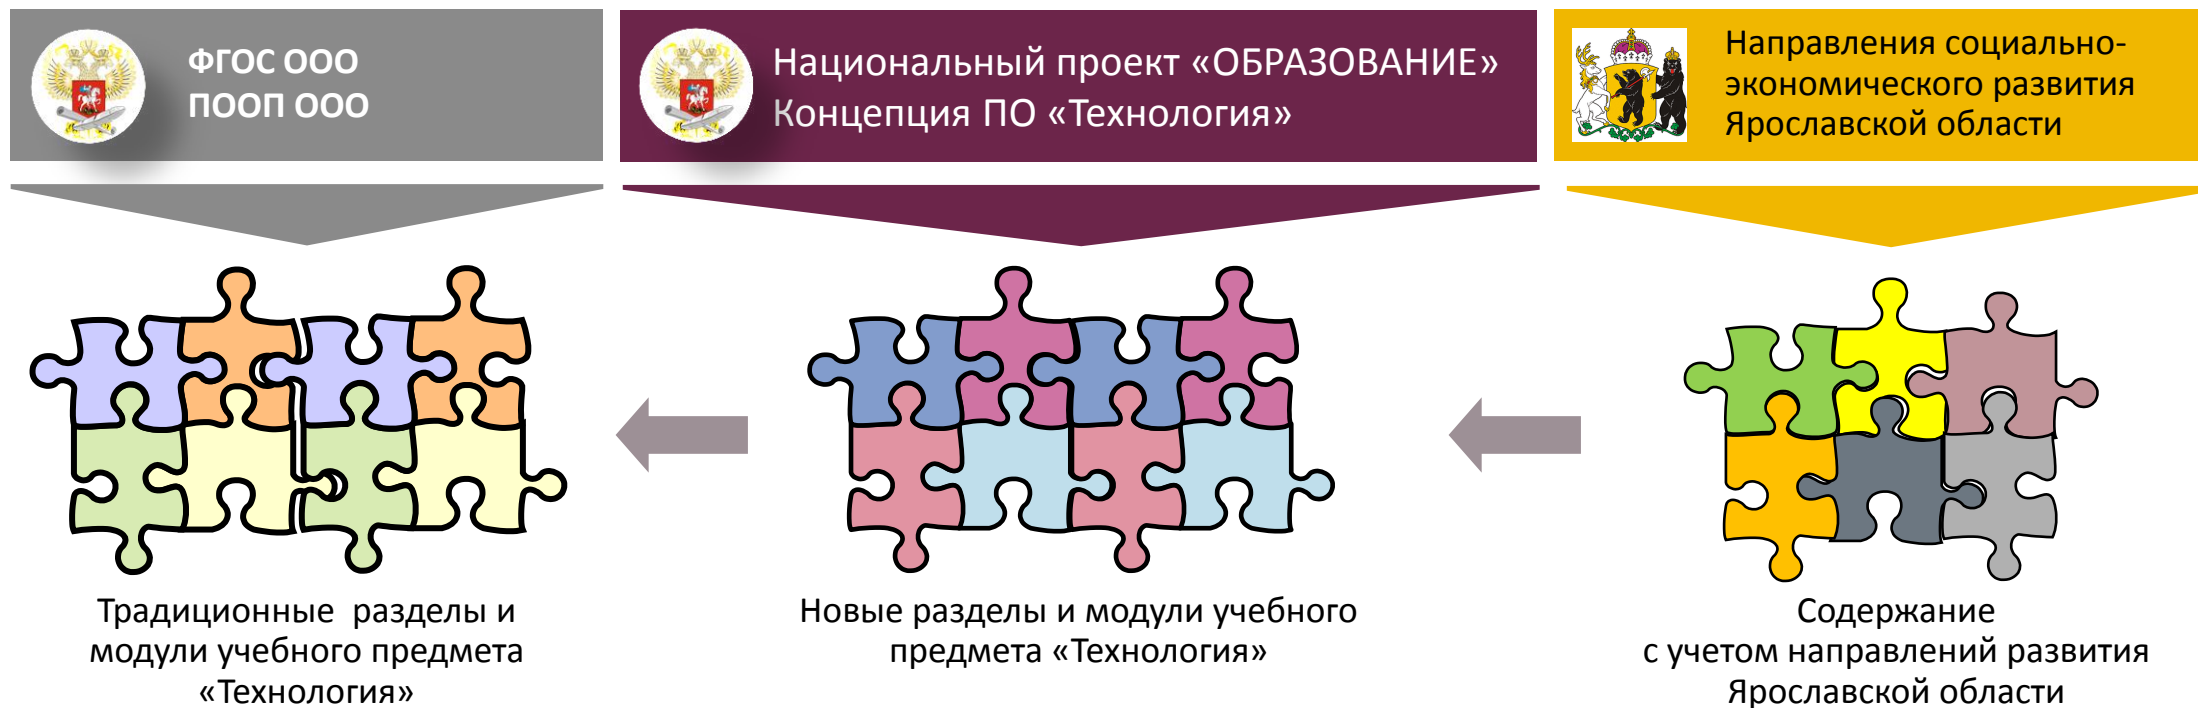 ФГОС ООО
ПООП ООО
Национальный проект «ОБРАЗОВАНИЕ»
Концепция ПО «Технология»
Направления социально-
экономического развития
Ярославской области
Традиционные разделы и
модули учебного предмета
«Технология»
Новые разделы и модули учебного
предмета «Технология»
Содержание
с учетом направлений развития
Ярославской области